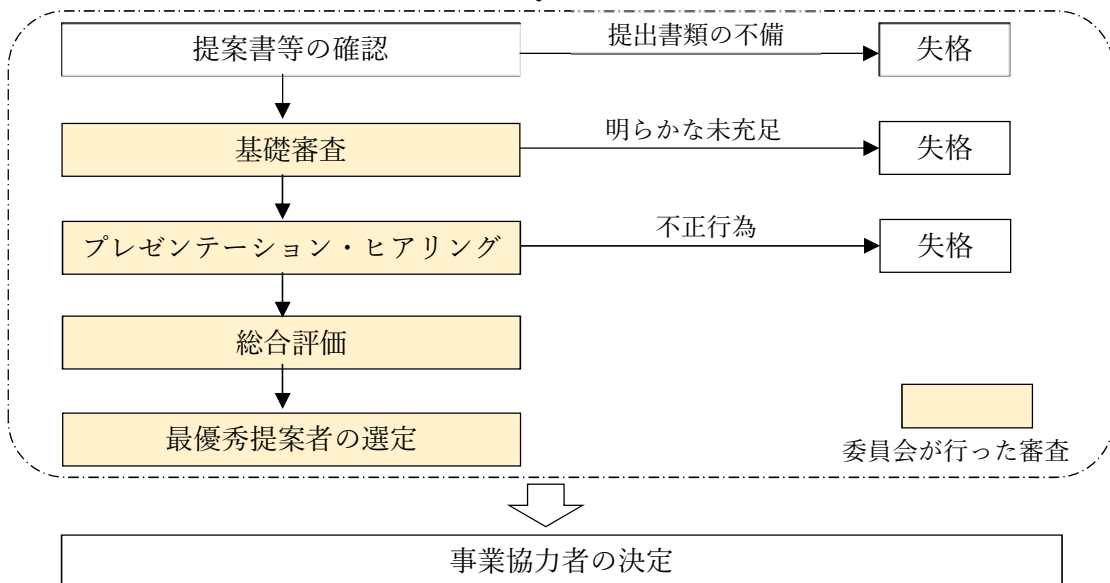 提案書等の確認
提出書類の不備
失格
基礎審査
明らかな未充足
失格
プレゼンテーション・ヒアリング
不正行為
失格
総合評価
最優秀提案者の選定
委員会が行った審査
事業協力者の決定